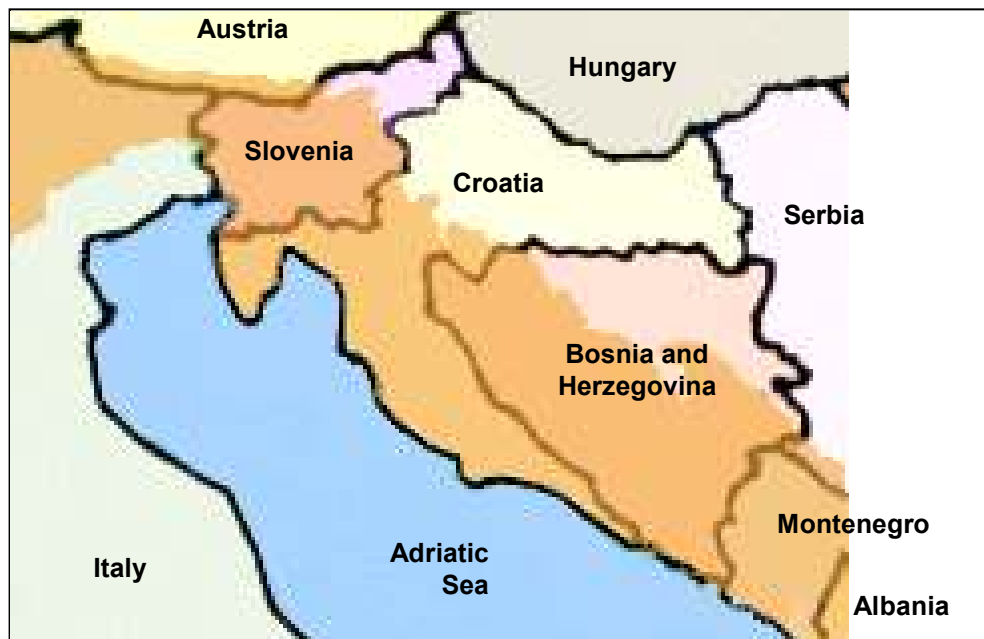 Austria
Hungary
Slovenia
Croatia
Serbia
Bosnia and
Herzegovina
Montenegro
Adriatic
Sea
Italy
Albania